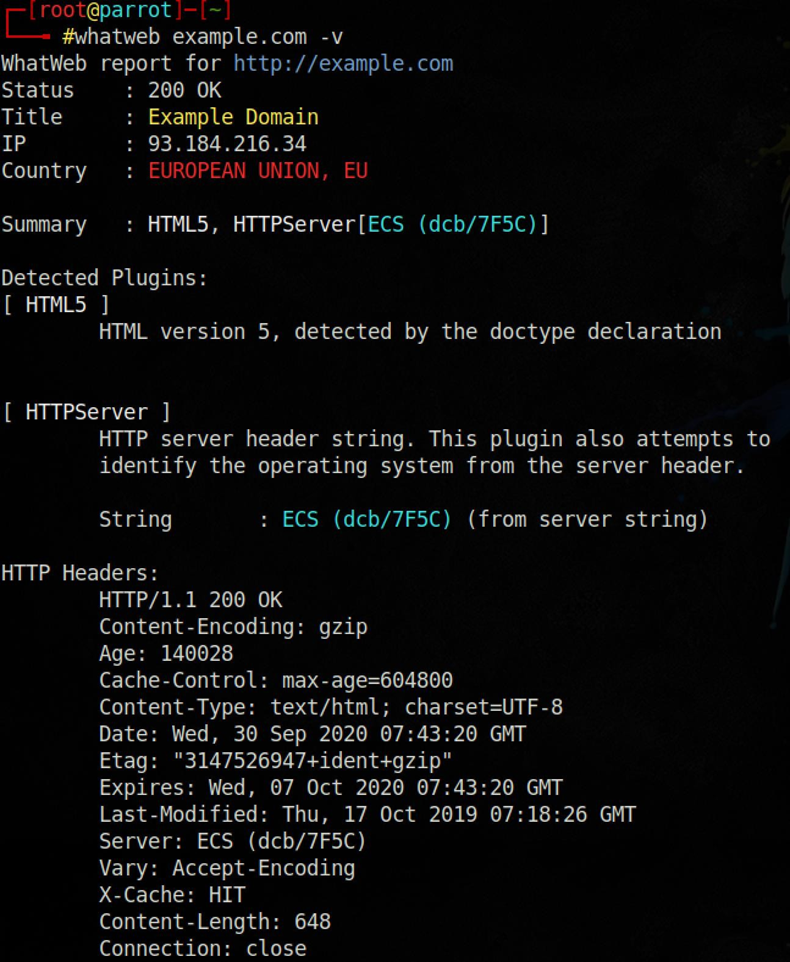 [root@parrot]-[~]
#whatweb example.com -v
WhatWeb report for http://example.com
Status    : 200 OK
Title     : Example Domain
IP        : 93.184.216.34
Country   : EUROPEAN UNION, EU

Summary   : HTML5, HTTPServer[ECS (dcb/7F5C)]

Detected Plugins:
[ HTML5 ]
        HTML version 5, detected by the doctype declaration

[ HTTPServer ]
        HTTP server header string. This plugin also attempts to
        identify the operating system from the server header.

        String       : ECS (dcb/7F5C) (from server string)

HTTP Headers:
        HTTP/1.1 200 OK
        Content-Encoding: gzip
        Age: 140028
        Cache-Control: max-age=604800
        Content-Type: text/html; charset=UTF-8
        Date: Wed, 30 Sep 2020 07:43:20 GMT
        Etag: "3147526947+ident+gzip"
        Expires: Wed, 07 Oct 2020 07:43:20 GMT
        Last-Modified: Thu, 17 Oct 2019 07:18:26 GMT
        Server: ECS (dcb/7F5C)
        Vary: Accept-Encoding
        X-Cache: HIT
        Content-Length: 648
        Connection: close